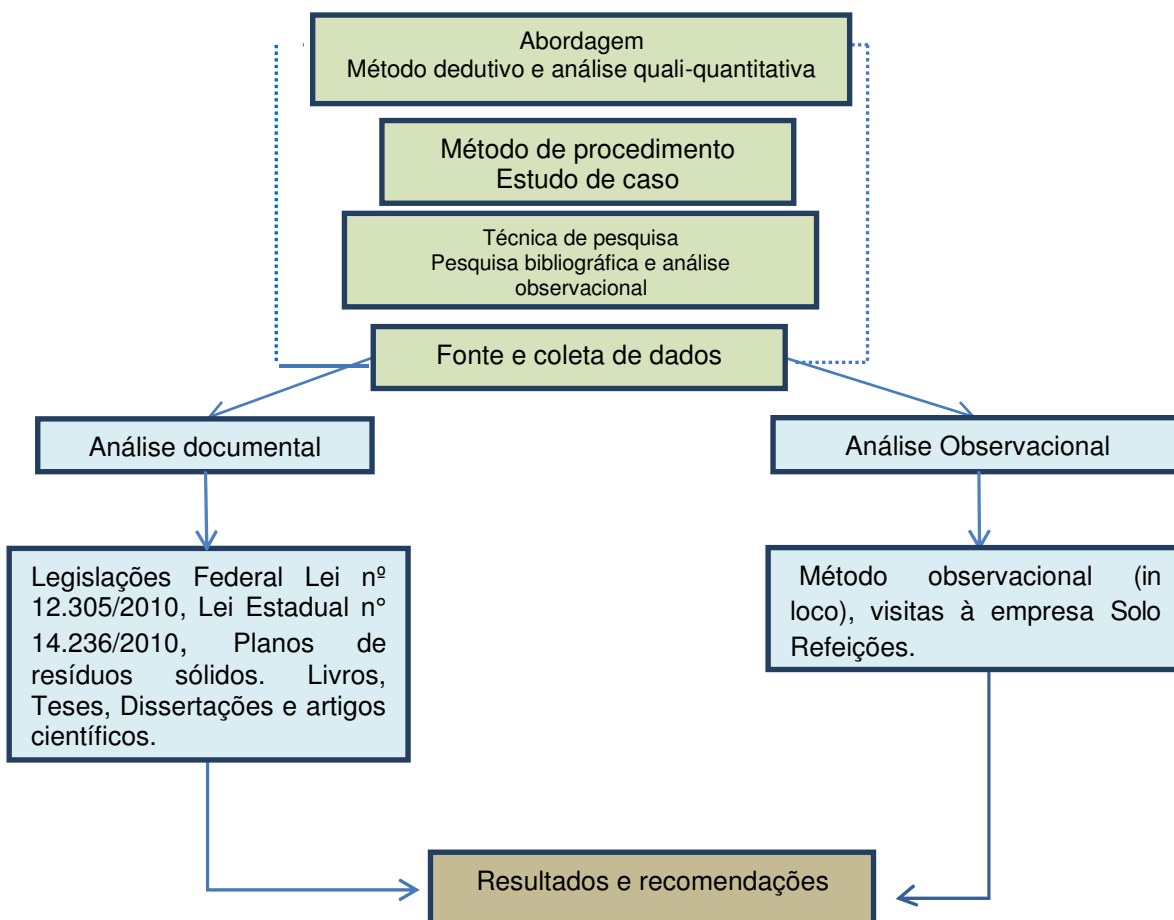 Abordagem
Método dedutivo e análise quali-quantitativa
Método de procedimento
Estudo de caso
Técnica de pesquisa
Pesquisa bibliográfica e análise
observacional
Fonte e coleta de dados
Análise documental
Análise Observacional
Legislações Federal Lei nº
12.305/2010, Lei Estadual n°
14.236/2010, Planos de
resíduos sólidos. Livros,
Teses, Dissertações e artigos
científicos.
Método observacional (in
loco), visitas à empresa Solo
Refeições.
Resultados e recomendações